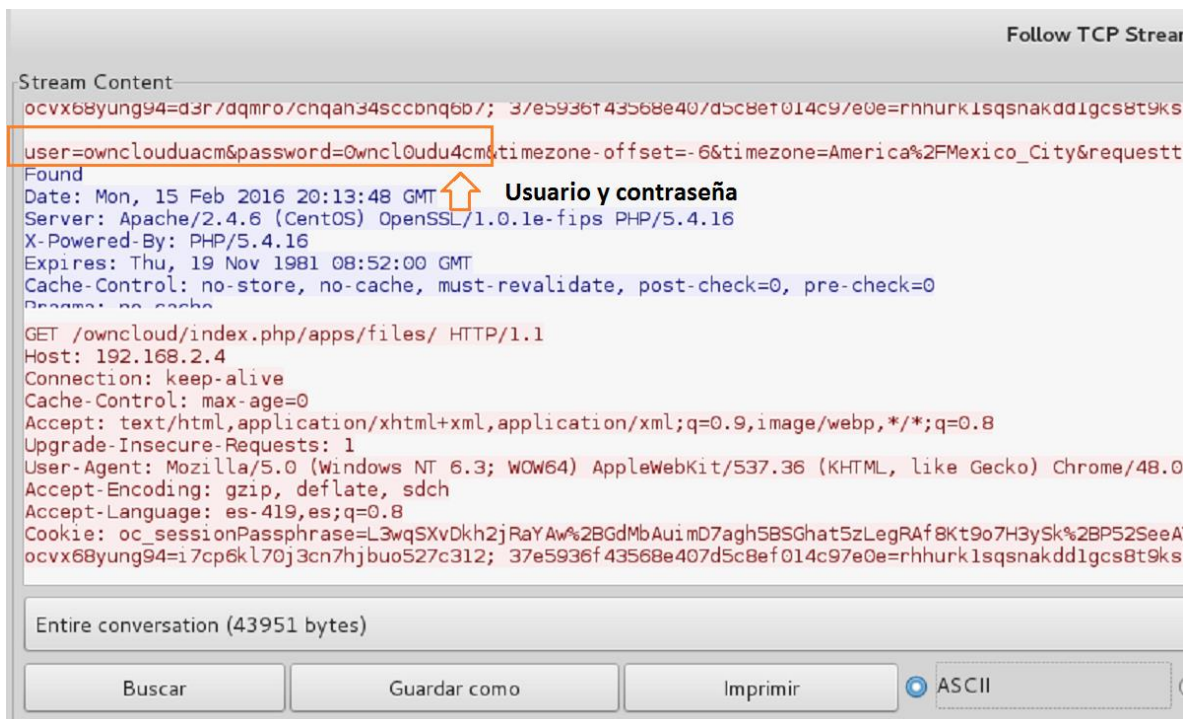 Follow TCP Strear
Stream Content
ocvx68yung94=d3r7dqmro7chqah34sccbnq6b7; 37e5936f43568e407d5c8ef014c97e0e=rhhurk1sqsnakdd1gcs8t9ks
user=ownclouduacm&password=0wncl0udu4cm&timezone-offset=-6&timezone=America%2FMexico_City&requestt
Found
Date: Mon, 15 Feb 2016 20:13:48 GMT
Usuario y contraseña
Server: Apache/2.4.6 (CentOS) OpenSSL/1.0.1e-fips PHP/5.4.16
X-Powered-By: PHP/5.4.16
Expires: Thu, 19 Nov 1981 08:52:00 GMT
Cache-Control: no-store, no-cache, must-revalidate, post-check=0, pre-check=0
Pragma: no-cache
GET /owncloud/index.php/apps/files/ HTTP/1.1
Host: 192.168.2.4
Connection: keep-alive
Cache-Control: max-age=0
Accept: text/html,application/xhtml+xml,application/xml;q=0.9,image/webp,*/*;q=0.8
Upgrade-Insecure-Requests: 1
User-Agent: Mozilla/5.0 (Windows NT 6.3; WOW64) AppleWebKit/537.36 (KHTML, like Gecko) Chrome/48.0
Accept-Encoding: gzip, deflate, sdch
Accept-Language: es-419,es;q=0.8
Cookie: oc_sessionPassphrase=L3wqSXvDkh2jRaYAw%2BGdMbAuimD7agh5BSGhat5zLegRAf8Kt9o7H3ySk%2BP52SeeA
ocvx68yung94=i7cp6kl70j3cn7hjbuo527c312; 37e5936f43568e407d5c8ef014c97e0e=rhhurk1sqsnakdd1gcs8t9ks
Entire conversation (43951 bytes)
Buscar
Guardar como
Imprimir
ASCII